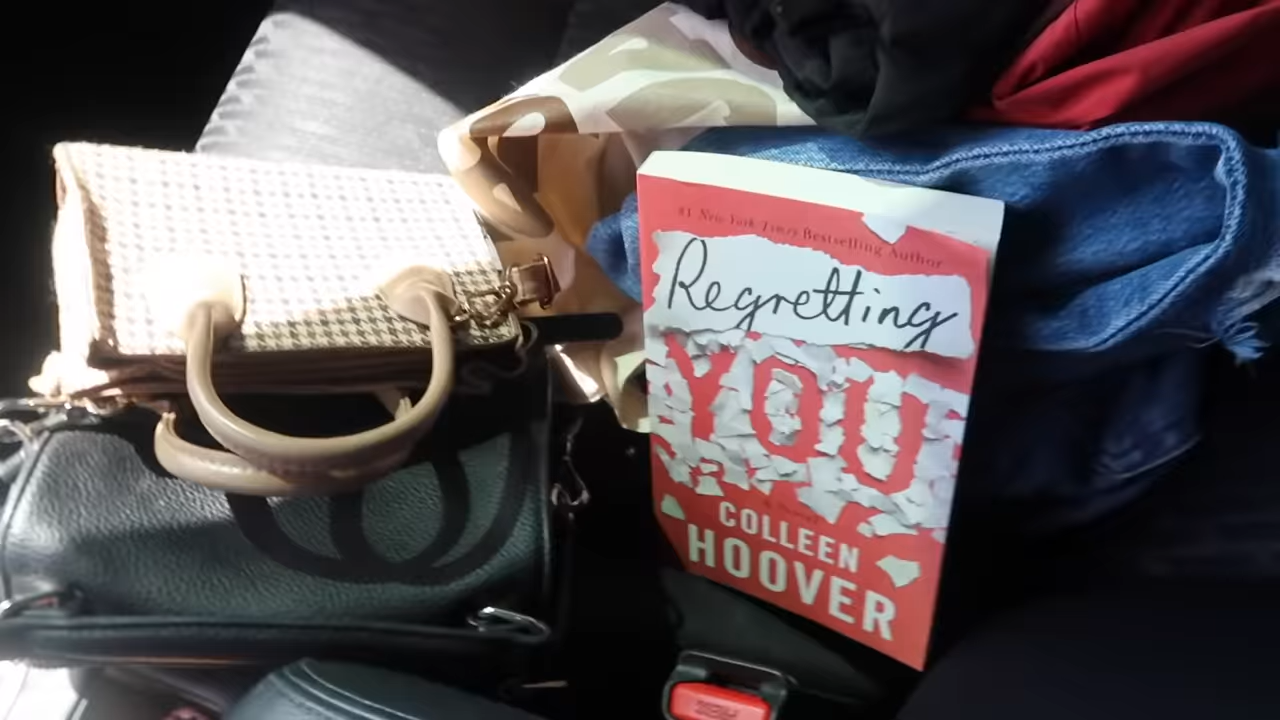 #1 New York Times Bestselling Author
Regretting
YOU
COLLEEN
HOOVER